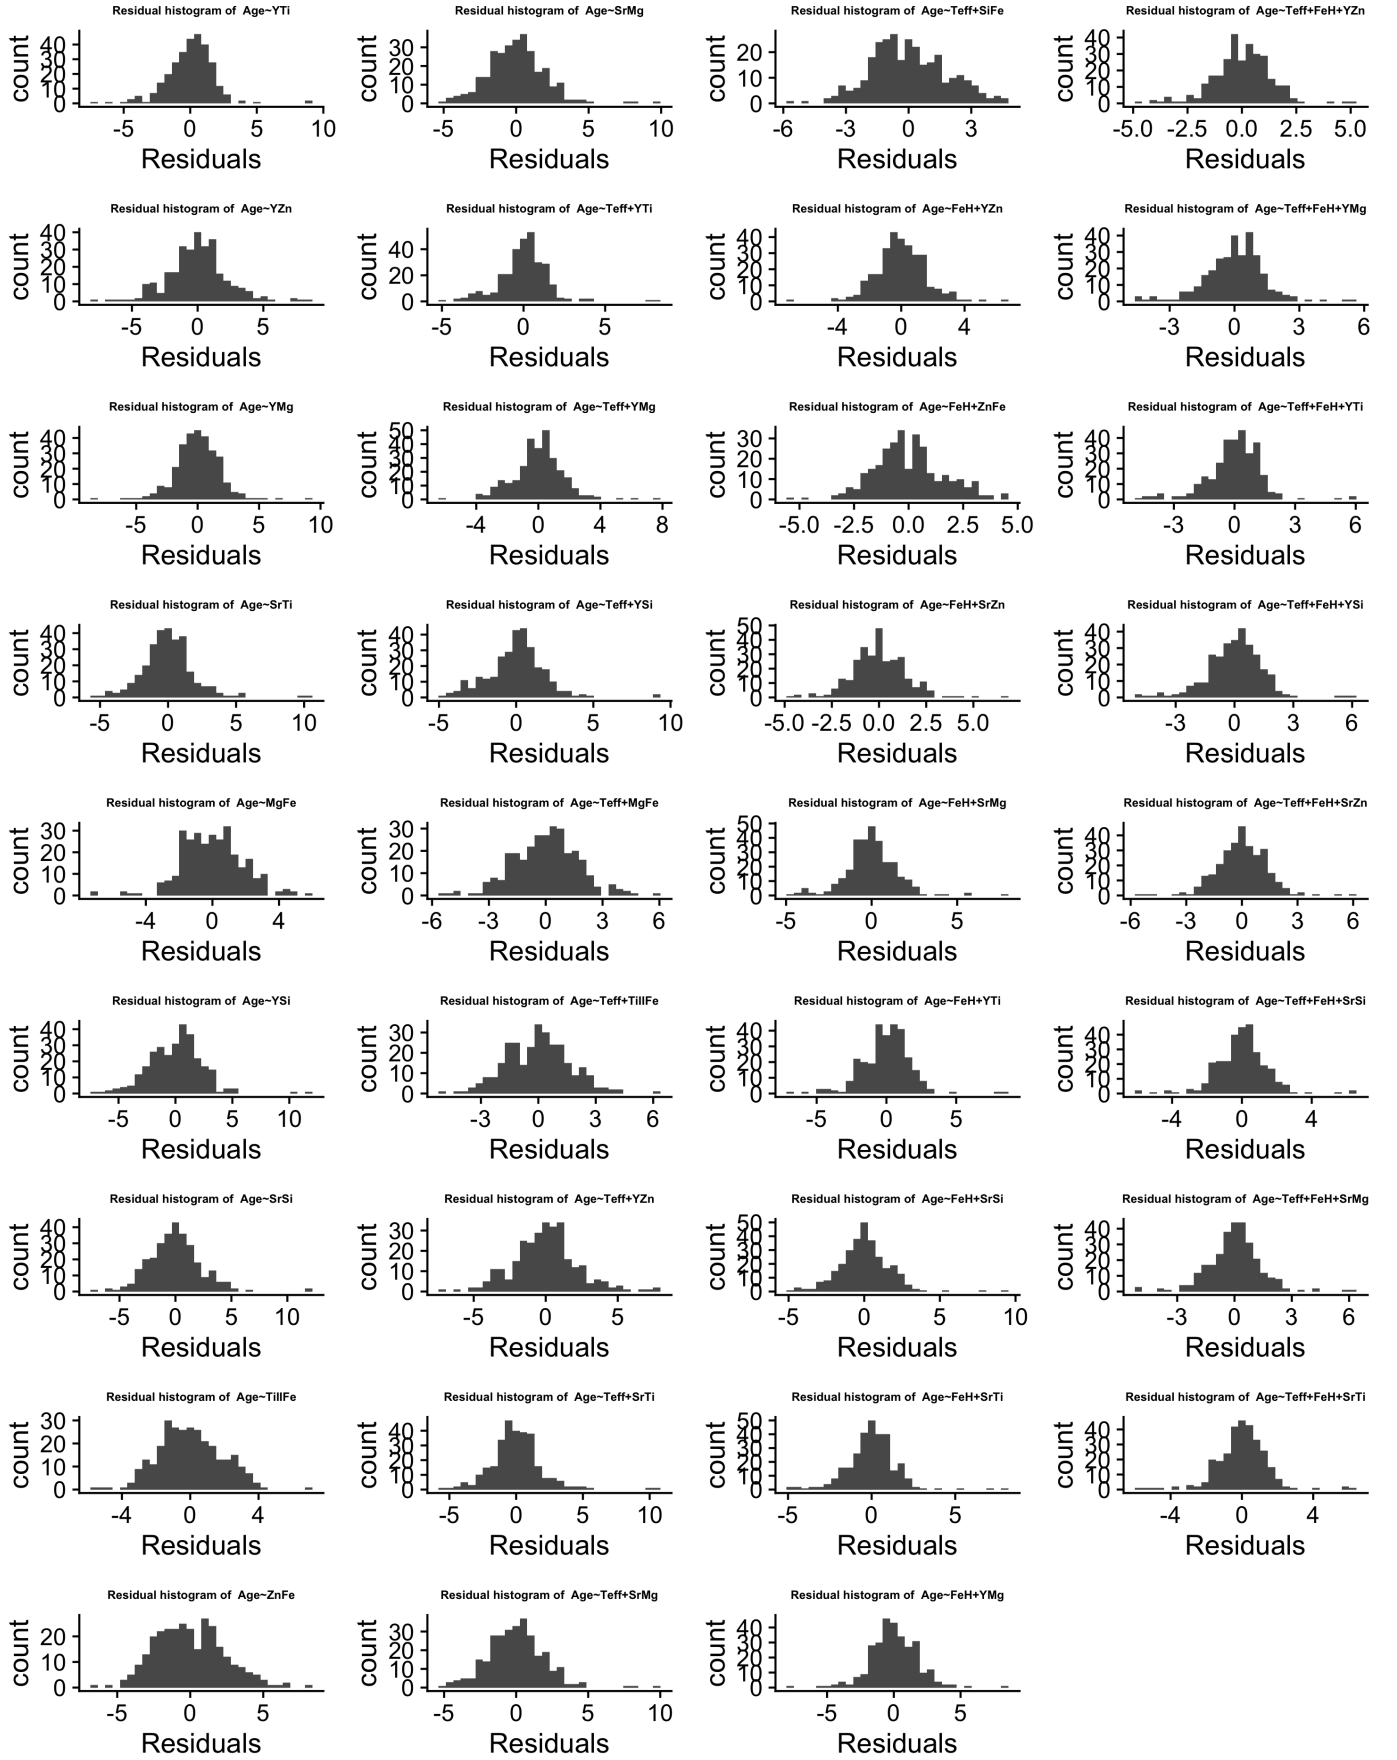 Residual histogram of Age~YTi
count
40
30
20
10
0
-5 0 5 10
Residuals
Residual histogram of Age~SrMg
count
30
20
10
0
-5 0 5 10
Residuals
Residual histogram of Age~Teff+SiFe
count
20
10
0
-6 -3 0 3
Residuals
Residual histogram of Age~Teff+FeH+YZn
count
40
30
20
10
0
-5.0 -2.5 0.0 2.5 5.0
Residuals
Residual histogram of Age~YZn
count
40
30
20
10
0
-5 0 5
Residuals
Residual histogram of Age~Teff+YTi
count
40
20
0
-5 0 5
Residuals
Residual histogram of Age~FeH+YZn
count
40
30
20
10
0
-4 0 4
Residuals
Residual histogram of Age~Teff+FeH+YMg
count
40
30
20
10
0
-3 0 3 6
Residuals
Residual histogram of Age~YMg
count
40
30
20
10
0
-5 0 5 10
Residuals
Residual histogram of Age~Teff+YMg
count
50
40
30
20
10
0
-4 0 4 8
Residuals
Residual histogram of Age~FeH+ZnFe
count
30
20
10
0
-5.0 -2.5 0.0 2.5 5.0
Residuals
Residual histogram of Age~Teff+FeH+YTi
count
40
30
20
10
0
-3 0 3 6
Residuals
Residual histogram of Age~SrTi
count
40
30
20
10
0
-5 0 5 10
Residuals
Residual histogram of Age~Teff+YSi
count
40
30
20
10
0
-5 0 5 10
Residuals
Residual histogram of Age~FeH+SrZn
count
50
40
30
20
10
0
-5.0 -2.5 0.0 2.5 5.0
Residuals
Residual histogram of Age~Teff+FeH+YSi
count
40
30
20
10
0
-3 0 3 6
Residuals
Residual histogram of Age~MgFe
count
30
20
10
0
-4 0 4
Residuals
Residual histogram of Age~Teff+MgFe
count
30
20
10
0
-6 -3 0 3 6
Residuals
Residual histogram of Age~FeH+SrMg
count
50
40
30
20
10
0
-5 0 5
Residuals
Residual histogram of Age~Teff+FeH+SrZn
count
40
30
20
10
0
-6 -3 0 3 6
Residuals
Residual histogram of Age~YSi
count
40
30
20
10
0
-5 0 5 10
Residuals
Residual histogram of Age~Teff+TiIIFe
count
30
20
10
0
-3 0 3 6
Residuals
Residual histogram of Age~FeH+YTi
count
40
30
20
10
0
-5 0 5
Residuals
Residual histogram of Age~Teff+FeH+SrSi
count
40
30
20
10
0
-4 0 4
Residuals
Residual histogram of Age~SrSi
count
40
30
20
10
0
-5 0 5 10
Residuals
Residual histogram of Age~Teff+YZn
count
30
20
10
0
-5 0 5
Residuals
Residual histogram of Age~FeH+SrSi
count
50
40
30
20
10
0
-5 0 5 10
Residuals
Residual histogram of Age~Teff+FeH+SrMg
count
40
30
20
10
0
-3 0 3 6
Residuals
Residual histogram of Age~TiIIFe
count
30
20
10
0
-4 0 4
Residuals
Residual histogram of Age~Teff+SrTi
count
40
30
20
10
0
-5 0 5 10
Residuals
Residual histogram of Age~FeH+SrTi
count
50
40
30
20
10
0
-5 0 5
Residuals
Residual histogram of Age~Teff+FeH+SrTi
count
40
30
20
10
0
-4 0 4
Residuals
Residual histogram of Age~ZnFe
count
20
10
0
-5 0 5
Residuals
Residual histogram of Age~Teff+SrMg
count
30
20
10
0
-5 0 5 10
Residuals
Residual histogram of Age~FeH+YMg
count
40
30
20
10
0
-5 0 5
Residuals